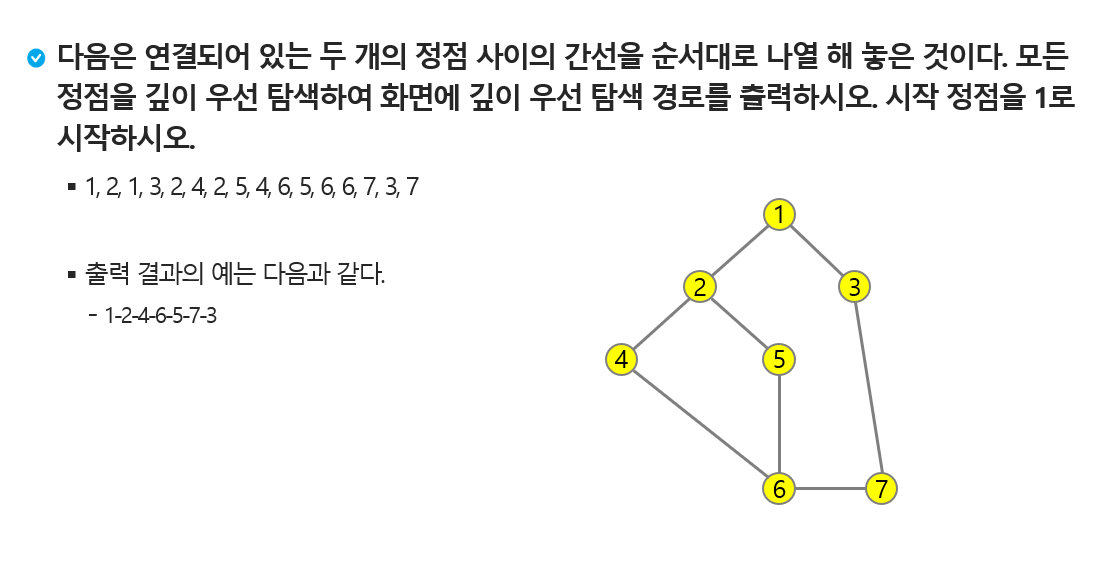 다음은 연결되어 있는 두 개의 정점 사이의 간선을 순서대로 나열 해 놓은 것이다. 모든
정점을 깊이 우선 탐색하여 화면에 깊이 우선 탐색 경로를 출력하시오. 시작 정점을 1로
시작하시오.
▪ 1, 2, 1, 3, 2, 4, 2, 5, 4, 6, 5, 6, 6, 7, 3, 7
▪ 출력 결과의 예는 다음과 같다.
- 1-2-4-6-5-7-3
1
2
3
4
5
6
7